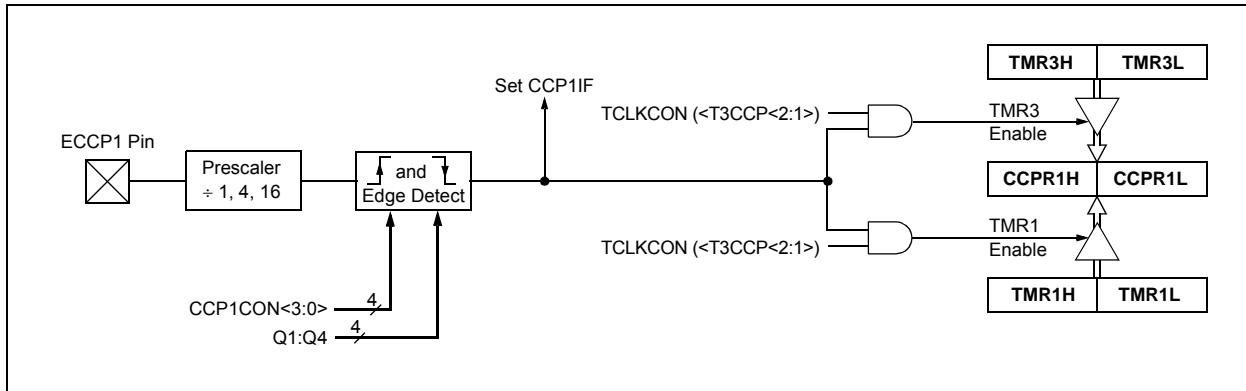 TMR3H TMR3L
Set CCP1IF
TCLKCON (<T3CCP<2:1>)
TMR3
Enable
ECCP1 Pin
Prescaler
÷ 1, 4, 16
and
Edge Detect
CCPR1H CCPR1L
TCLKCON (<T3CCP<2:1>)
TMR1
Enable
TMR1H TMR1L
CCP1CON<3:0> 4
Q1:Q4 4